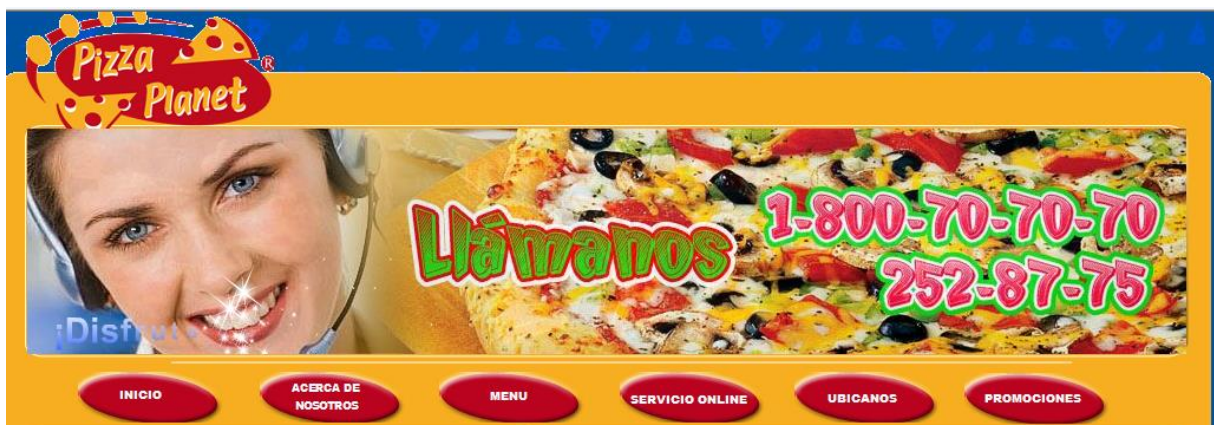 Pizza
Planet
®
Llámanos
1-800-70-70-70
252-87-75
INICIO
ACERCA DE
NOSOTROS
MENU
SERVICIO ONLINE
UBICANOS
PROMOCIONES